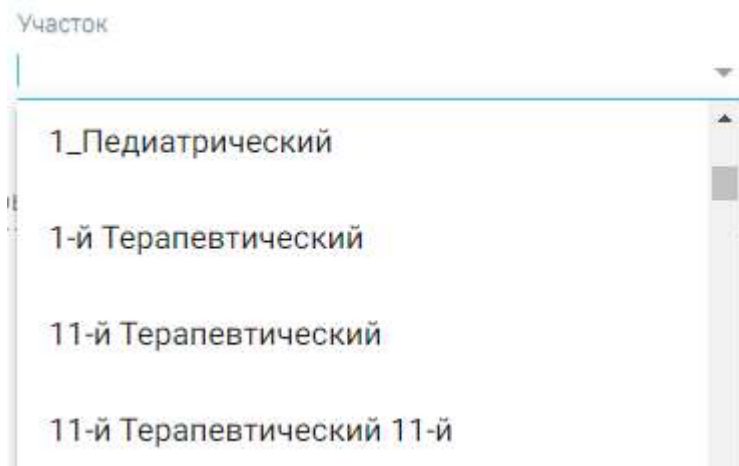 Участок
1_Педиатрический
1-й Терапевтический
11-й Терапевтический
11-й Терапевтический 11-й